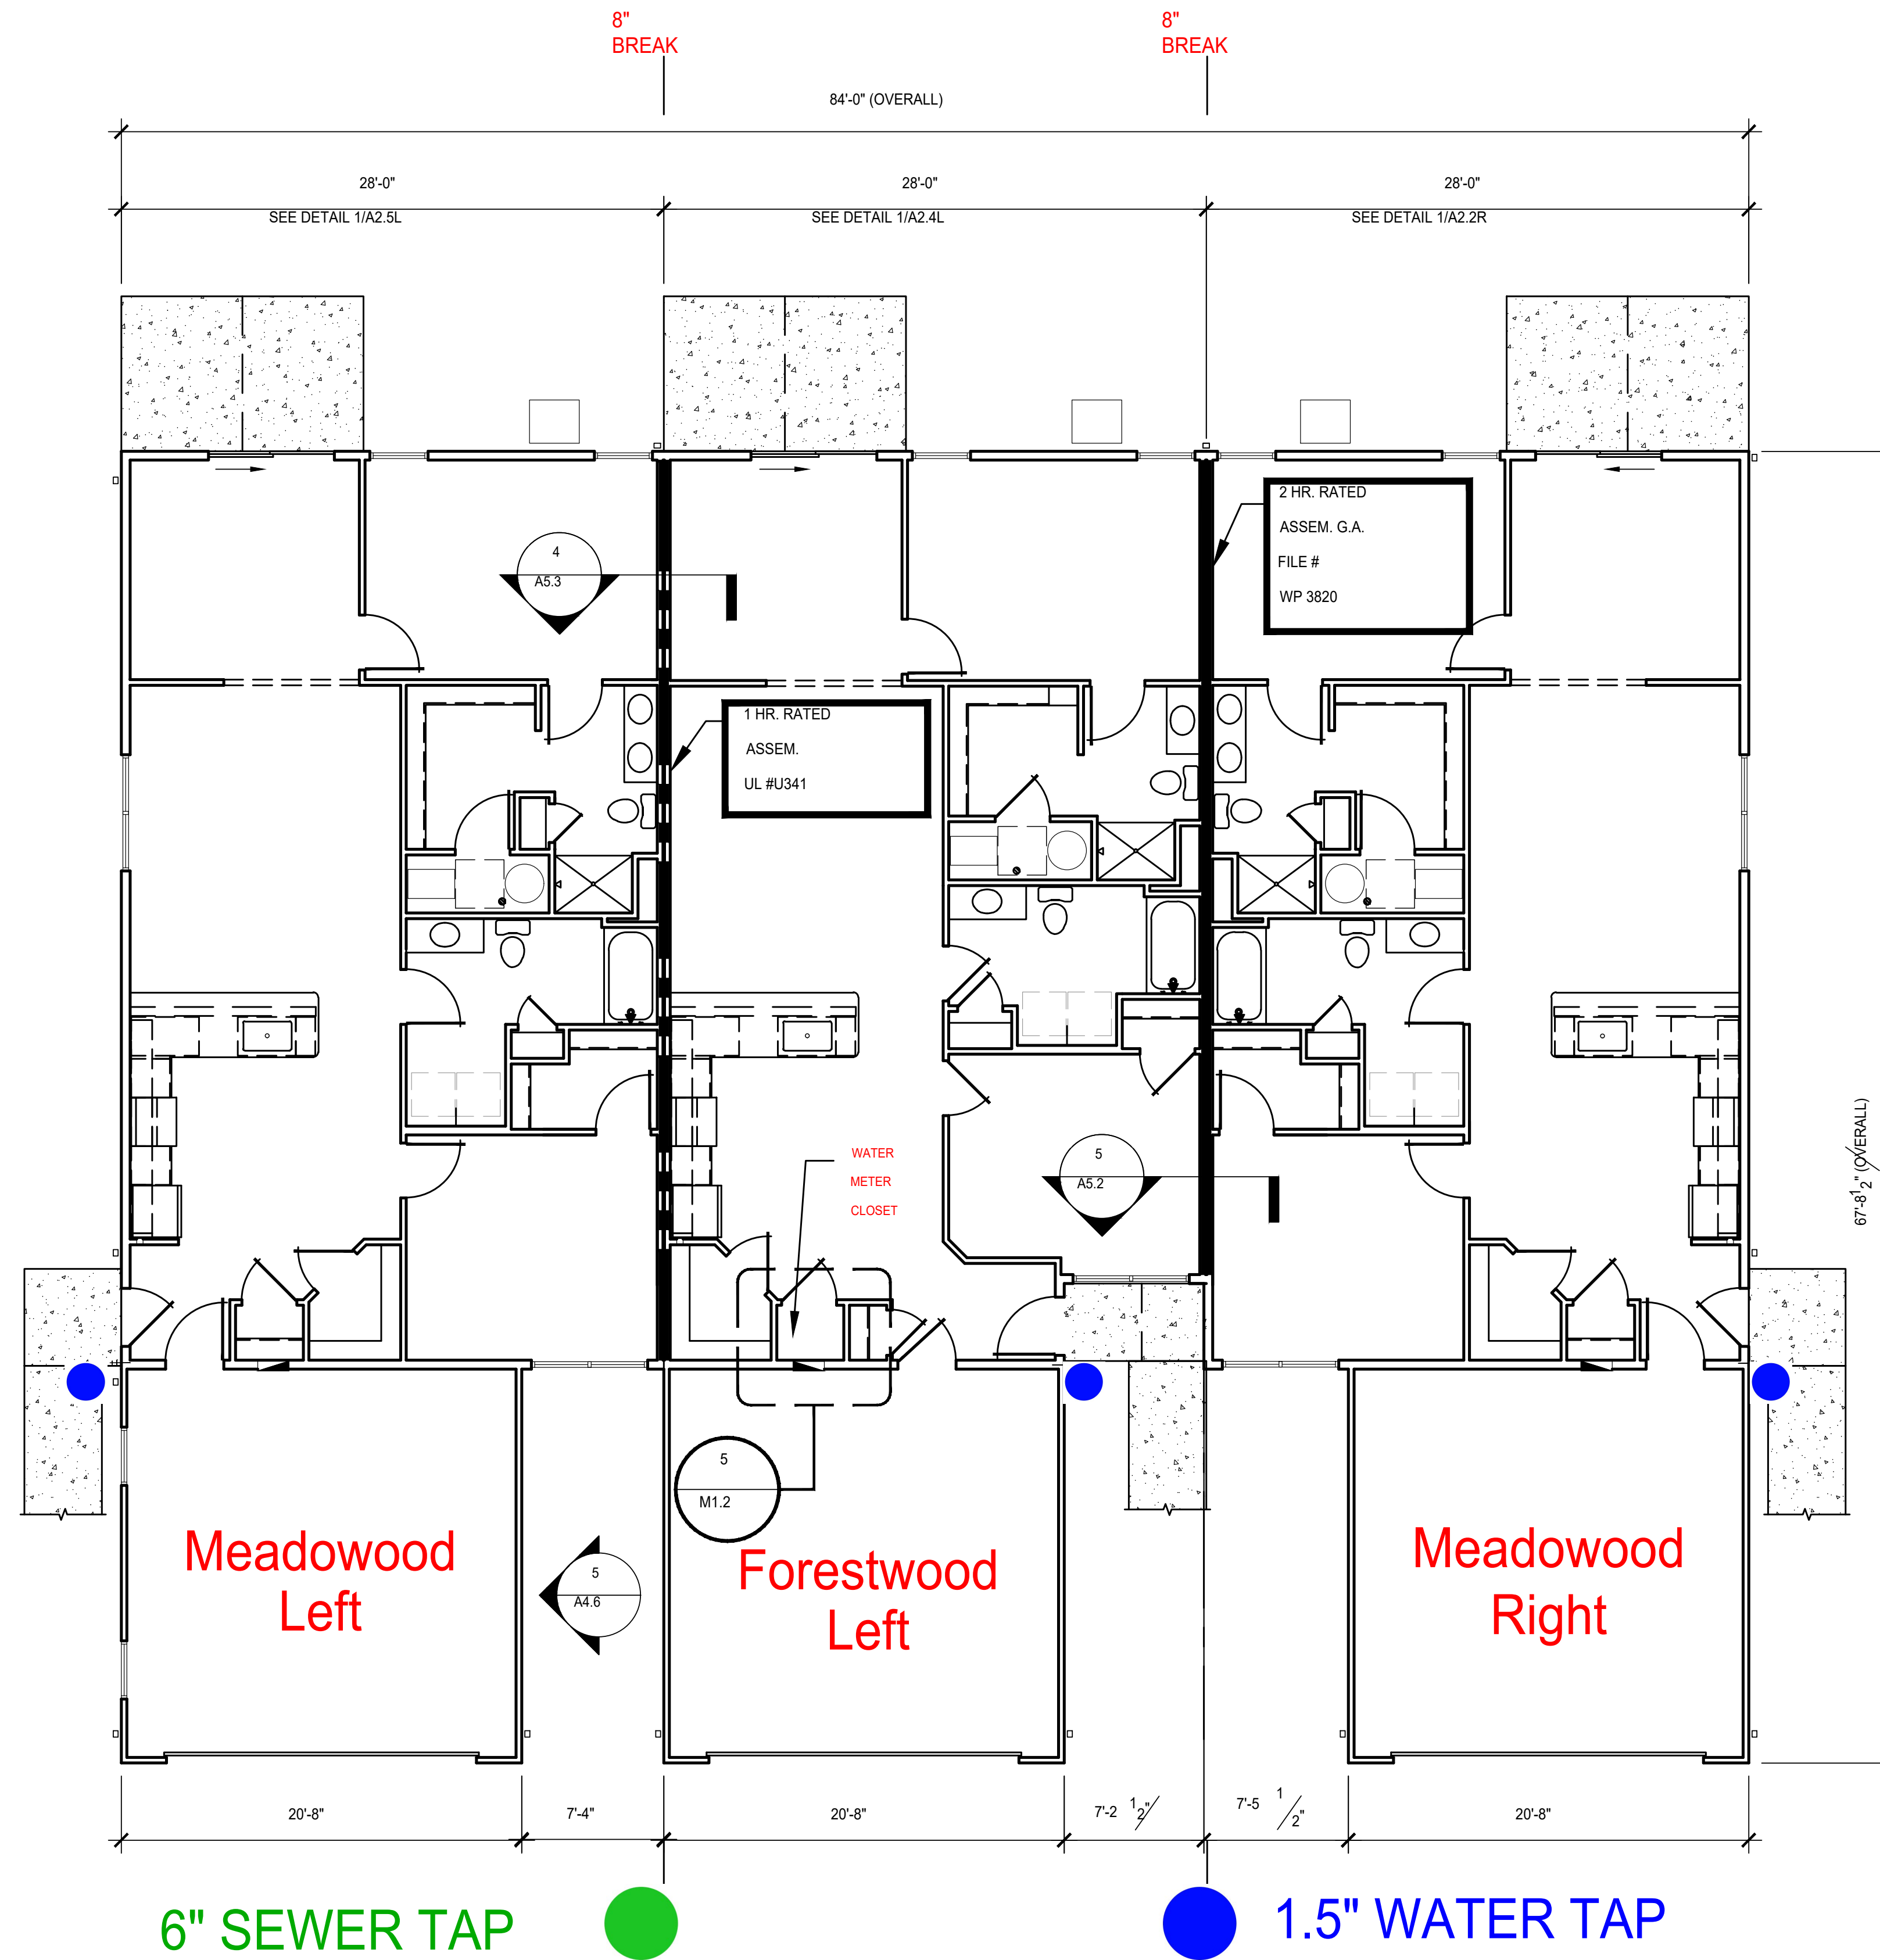 8"
BREAK
8"
BREAK
84'-0" (OVERALL)
28'-0"
28'-0"
28'-0"
SEE DETAIL 1/A2.5L
SEE DETAIL 1/A2.4L
SEE DETAIL 1/A2.2R
2 HR. RATED
ASSEM. G.A.
FILE #
WP 3820
4
A5.3
1 HR. RATED
ASSEM.
UL #U341
WATER
METER
CLOSET
5
A5.2
67'-8 1/2" (OVERALL)
5
M1.2
Meadowood
Left
Forestwood
Left
Meadowood
Right
5
A4.6
20'-8"
7'-4"
20'-8"
7'-2 1/2"
7'-5 1/2"
20'-8"
6" SEWER TAP
1.5" WATER TAP